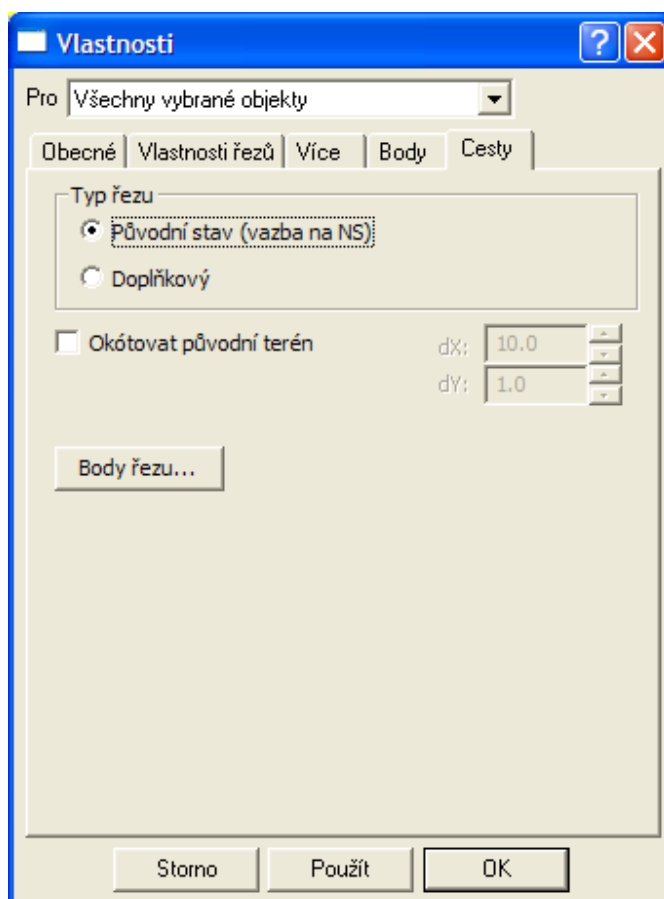 Vlastnosti
Pro Všechny vybrané objekty
Obecné Vlastnosti řezů Více Body Cesty
Typ řezu
Původní stav (vazba na NS)
Doplňkový
Okótovat původní terén dX: 10.0
dY: 1.0
Body řezu...
Storno Použít OK